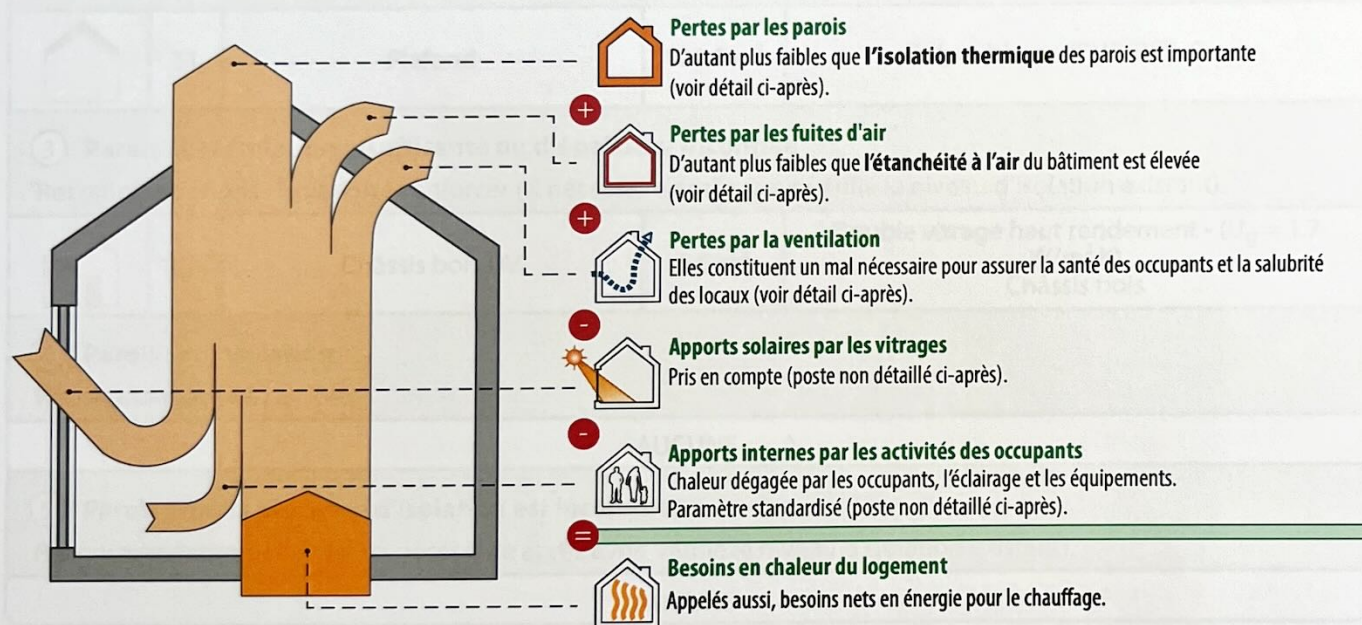 Pertes par les parois
D'autant plus faibles que l'isolation thermique des parois est importante
(voir détail ci-après).
+
Pertes par les fuites d'air
D'autant plus faibles que l'étanchéité à l'air du bâtiment est élevée
(voir détail ci-après).
+
Pertes par la ventilation
Elles constituent un mal nécessaire pour assurer la santé des occupants et la salubrité
des locaux (voir détail ci-après).
-
Apports solaires par les vitrages
Pris en compte (poste non détaillé ci-après).
-
Apports internes par les activités des occupants
Chaleur dégagée par les occupants, l'éclairage et les équipements.
Paramètre standardisé (poste non détaillé ci-après).
=
Besoins en chaleur du logement
Appelés aussi, besoins nets en énergie pour le chauffage.